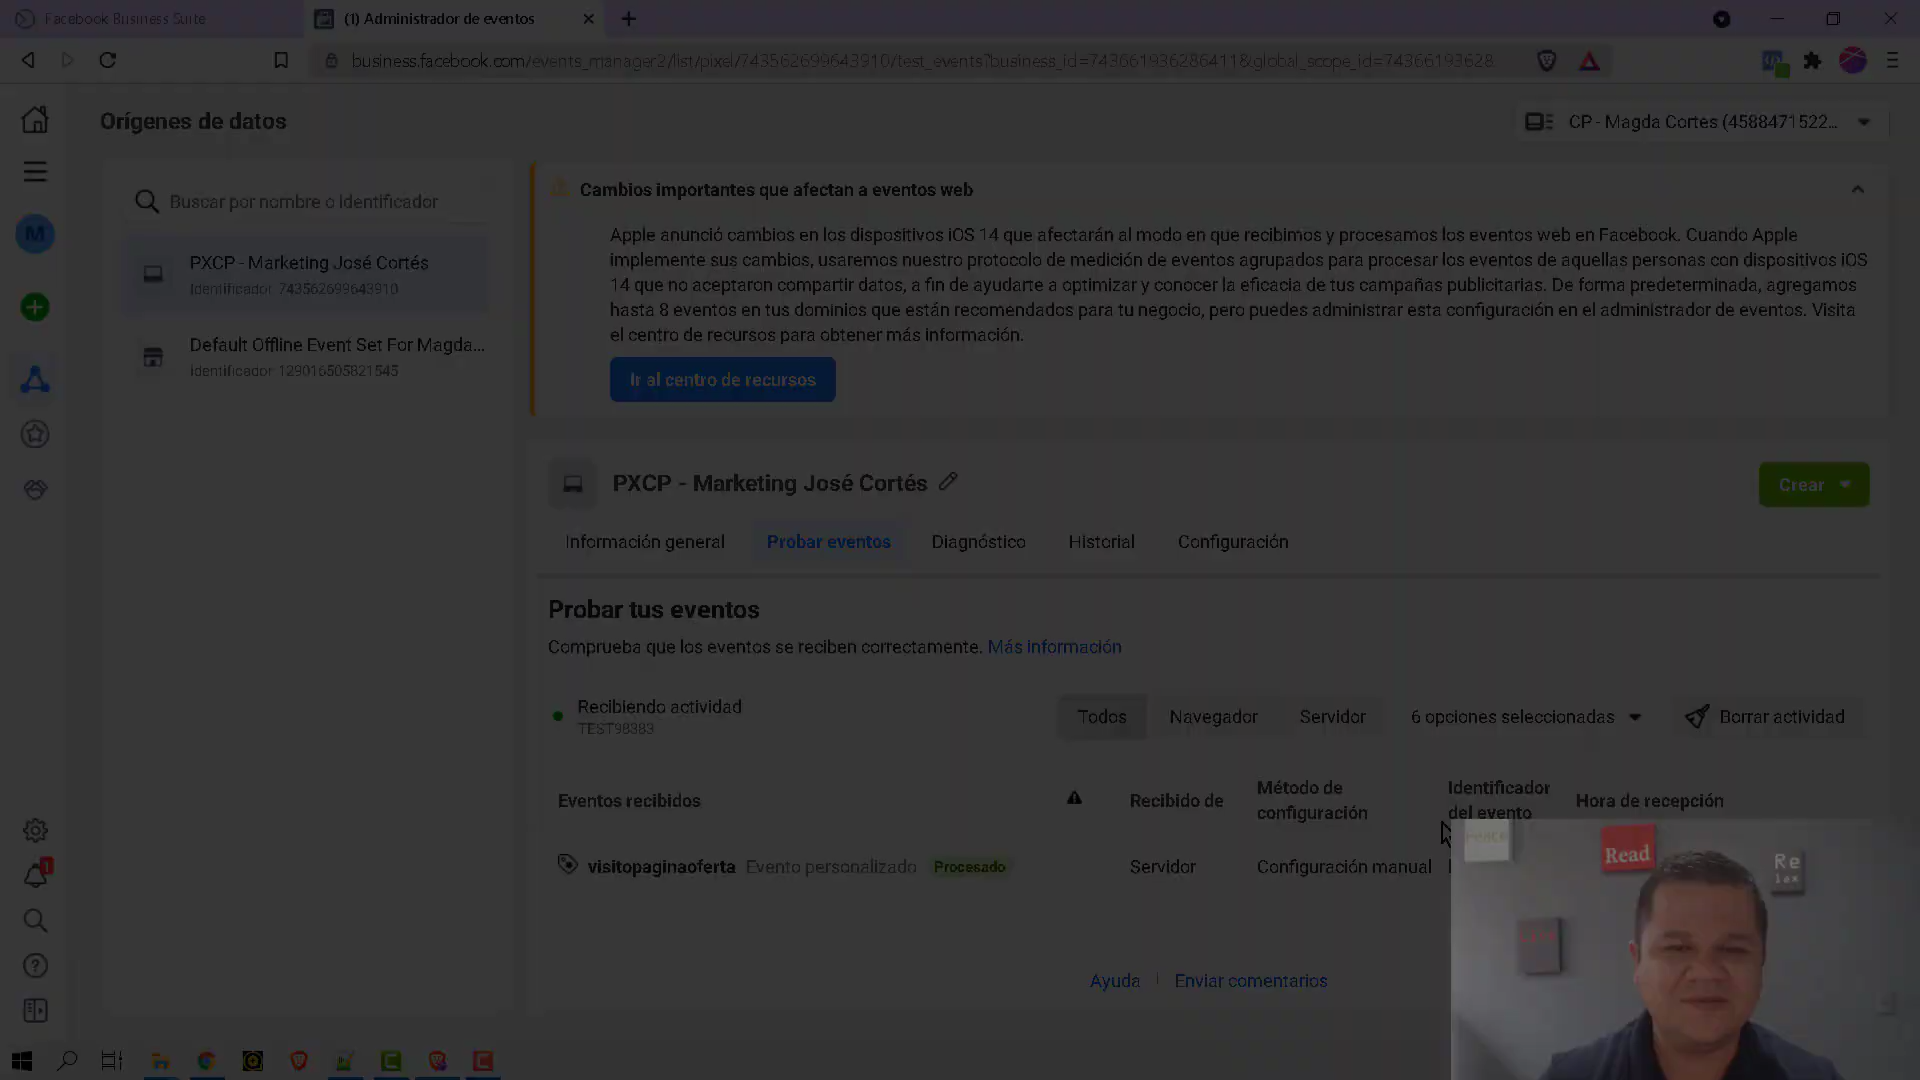 Facebook Business Suite
(1) Administrador de eventos
business.facebook.com/events_manager2/list/pixel/743562699643910/test_events?business_id=743661936286411&global_scope_id=74366193628
Orígenes de datos
CP - Magda Cortes (4588471522...
Buscar por nombre o identificador
M
PXCP - Marketing José Cortés
Identificador: 743562699643910
Default Offline Event Set For Magda...
Identificador: 129016505821545
Cambios importantes que afectan a eventos web
Apple anunció cambios en los dispositivos iOS 14 que afectarán al modo en que recibimos y procesamos los eventos web en Facebook. Cuando Apple
implemente sus cambios, usaremos nuestro protocolo de medición de eventos agrupados para procesar los eventos de aquellas personas con dispositivos iOS
14 que no aceptaron compartir datos, a fin de ayudarte a optimizar y conocer la eficacia de tus campañas publicitarias. De forma predeterminada, agregamos
hasta 8 eventos en tus dominios que están recomendados para tu negocio, pero puedes administrar esta configuración en el administrador de eventos. Visita
el centro de recursos para obtener más información.
Ir al centro de recursos
PXCP - Marketing José Cortés
Crear
Información general
Probar eventos
Diagnóstico
Historial
Configuración
Probar tus eventos
Comprueba que los eventos se reciben correctamente. Más información
Recibiendo actividad
TEST98383
Todos
Navegador
Servidor
6 opciones seleccionadas
Borrar actividad
Eventos recibidos
Recibido de
Método de
configuración
Identificador
del evento
Hora de recepción
visitopaginaoferta Evento personalizado Procesado
Servidor
Configuración manual
Ayuda
Enviar comentarios
1
Peace
Read
Re
lax